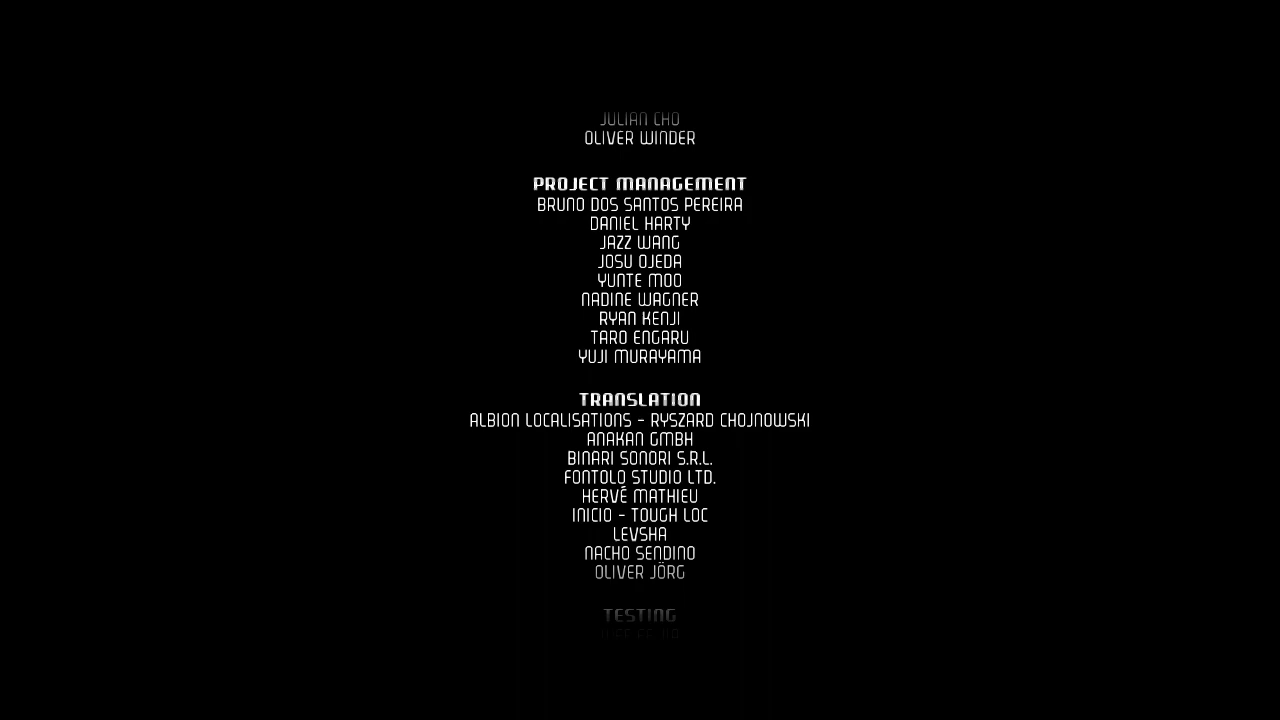 JULIAN CHO
OLIVER WINDER
PROJECT MANAGEMENT
BRUNO DOS SANTOS PEREIRA
DANIEL HARTY
JAZZ WANG
JOSU OJEDA
YUNTE MOO
NADINE WAGNER
RYAN KENJI
TARO ENGARU
YUJI MURAYAMA
TRANSLATION
ALBION LOCALISATIONS - RYSZARD CHOJNOWSKI
ANAKAN GMBH
BINARI SONORI S.R.L.
FONTOLO STUDIO LTD.
HERVÉ MATHIEU
INICIO - TOUGH LOC
LEVSHA
NACHO SENDINO
OLIVER JÖRG
TESTING